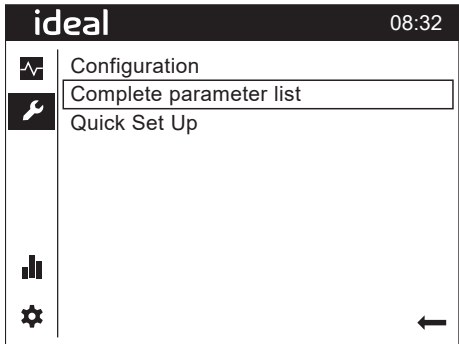 ideal 08:32
Configuration
Complete parameter list
Quick Set Up